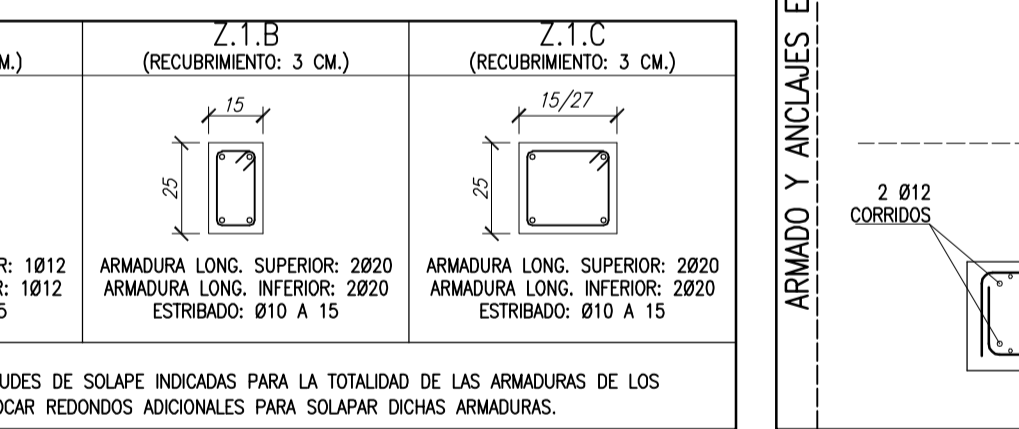 M.)
R: 1Ø12
R: 1Ø12
5
Z.1.B
(RECUBRIMIENTO: 3 CM.)
15
25
ARMADURA LONG. SUPERIOR: 2Ø20
ARMADURA LONG. INFERIOR: 2Ø20
ESTRIBADO: Ø10 A 15
Z.1.C
(RECUBRIMIENTO: 3 CM.)
15/27
25
ARMADURA LONG. SUPERIOR: 2Ø20
ARMADURA LONG. INFERIOR: 2Ø20
ESTRIBADO: Ø10 A 15
UDES DE SOLAPE INDICADAS PARA LA TOTALIDAD DE LAS ARMADURAS DE LOS
OCAR REDONDOS ADICIONALES PARA SOLAPAR DICHAS ARMADURAS.
ARMADO Y ANCLAJES E
2 Ø12
CORRIDOS